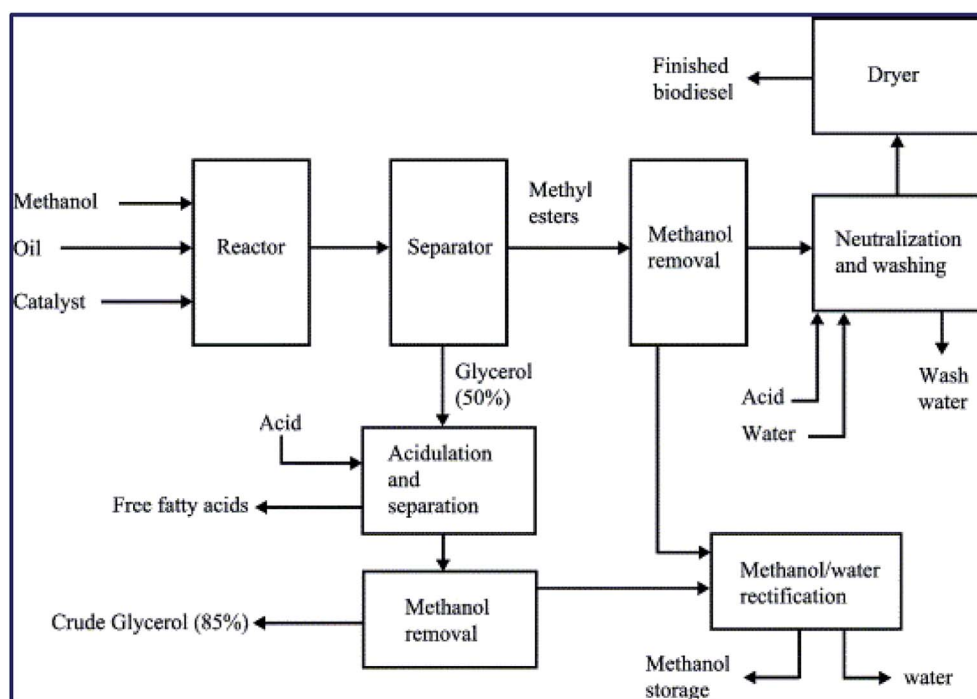 Finished
biodiesel
Dryer
Methanol
Oil
Catalyst
Reactor
Separator
Methyl
esters
Methanol
removal
Neutralization
and washing
Glycerol
(50%)
Acid
Water
Wash
water
Acid
Acidulation
and
separation
Free fatty acids
Methanol/water
rectification
Crude Glycerol (85%)
Methanol
removal
Methanol
storage
water